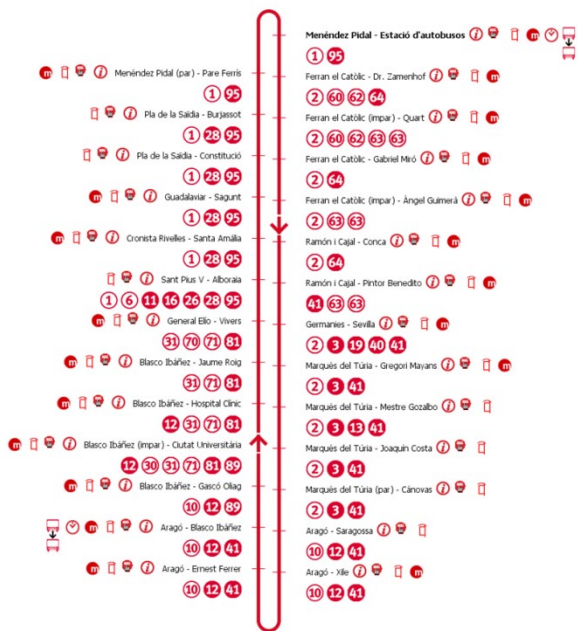 Menéndez Pidal - Estació d'autobusos
1 95
Ferran el Catòlic - Dr. Zamenhof
2 60 62 64
Ferran el Catòlic (impar) - Quart
2 60 62 63 63
Ferran el Catòlic - Gabriel Miró
2 64
Ferran el Catòlic (impar) - Àngel Guimerà
2 63 63
Ramón i Cajal - Conca
2 64
Ramón i Cajal - Pintor Benedito
41 63 63
Germanies - Sevilla
2 3 19 40 41
Marquès del Túria - Gregori Mayans
2 3 41
Marquès del Túria - Mestre Gozalbo
2 3 13 41
Marquès del Túria - Joaquín Costa
2 3 41
Marquès del Túria (par) - Cánovas
2 3 41
Aragó - Saragossa
10 12 41
Aragó - Xile
10 12 41
Menéndez Pidal (par) - Pare Ferris
1 95
Pla de la Saïdia - Burjassot
1 28 95
Pla de la Saïdia - Constitució
1 28 95
Guadalaviar - Sagunt
1 28 95
Cronista Rivelles - Santa Amàlia
1 28 95
Sant Pius V - Alboraia
1 6 11 16 26 28 95
General Elio - Vivers
31 70 71 81
Blasco Ibáñez - Jaume Roig
31 71 81
Blasco Ibáñez - Hospital Clínic
12 31 71 81
Blasco Ibáñez (impar) - Ciutat Universitària
12 30 31 71 81 89
Blasco Ibáñez - Gascó Oliag
10 12 89
Aragó - Blasco Ibáñez
10 12 41
Aragó - Ernest Ferrer
10 12 41